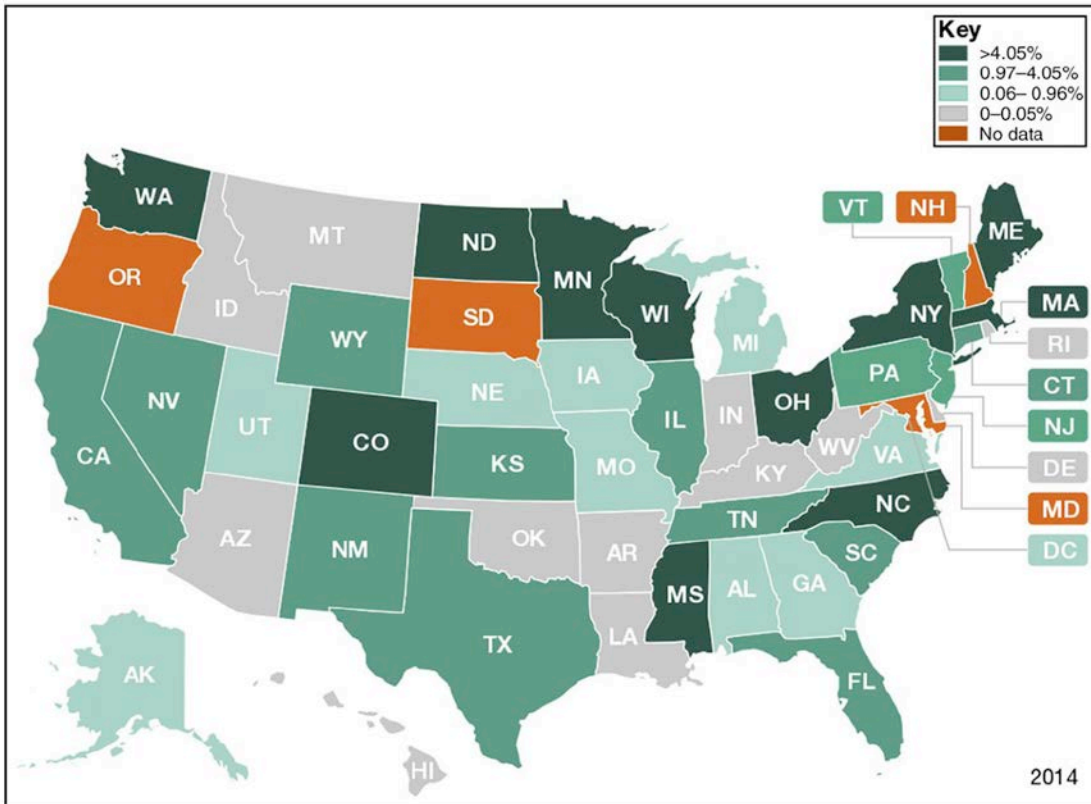 Key
>4.05%
0.97–4.05%
0.06– 0.96%
0–0.05%
No data
WA
MT
ND
MN
VT
NH
ME
OR
ID
SD
WI
NY
MA
WY
MI
RI
NV
NE
IA
PA
CT
CA
UT
CO
IL
IN
OH
NJ
KS
MO
WV
VA
DE
KY
MD
AZ
NM
OK
AR
TN
NC
DC
SC
MS
AL
GA
TX
LA
AK
FL
HI
2014